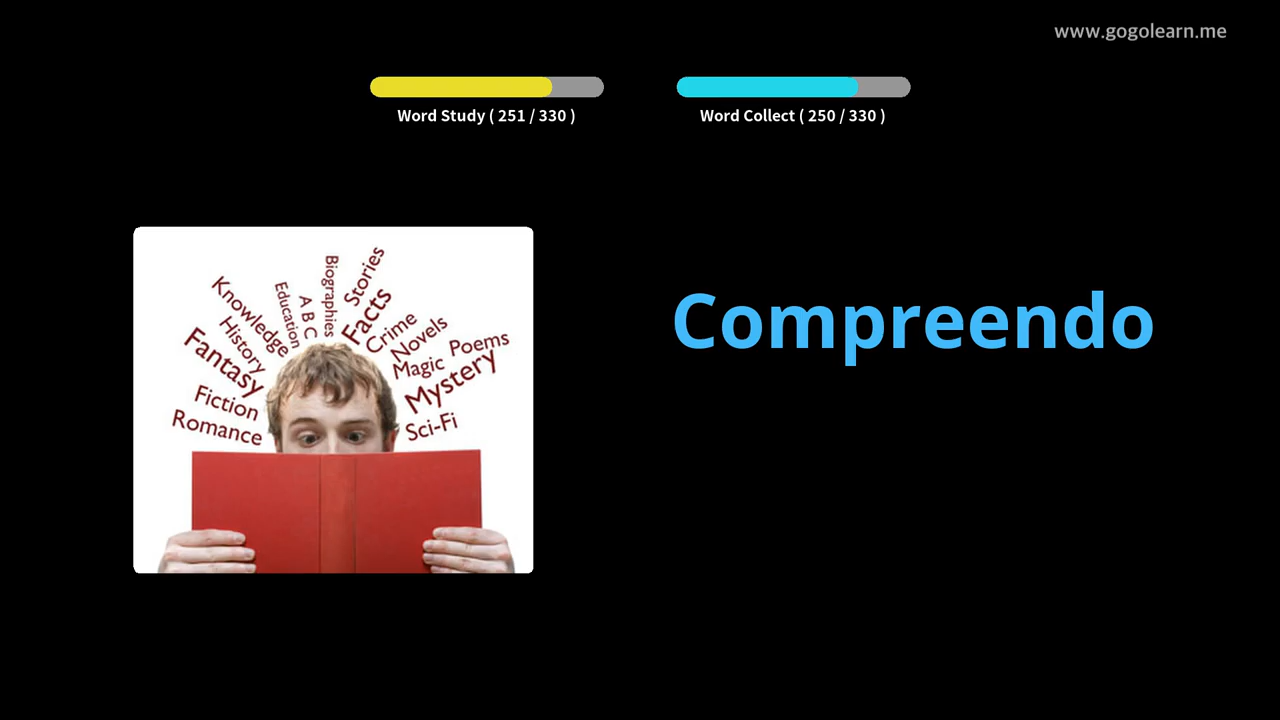 www.gogolearn.me
Word Study ( 251 / 330 )
Word Collect ( 250 / 330 )
Compreendo
Knowledge
Education
A B C
Biographies
Stories
Facts
Crime
Novels
Poems
Magic
Mystery
Sci-Fi
History
Fantasy
Fiction
Romance